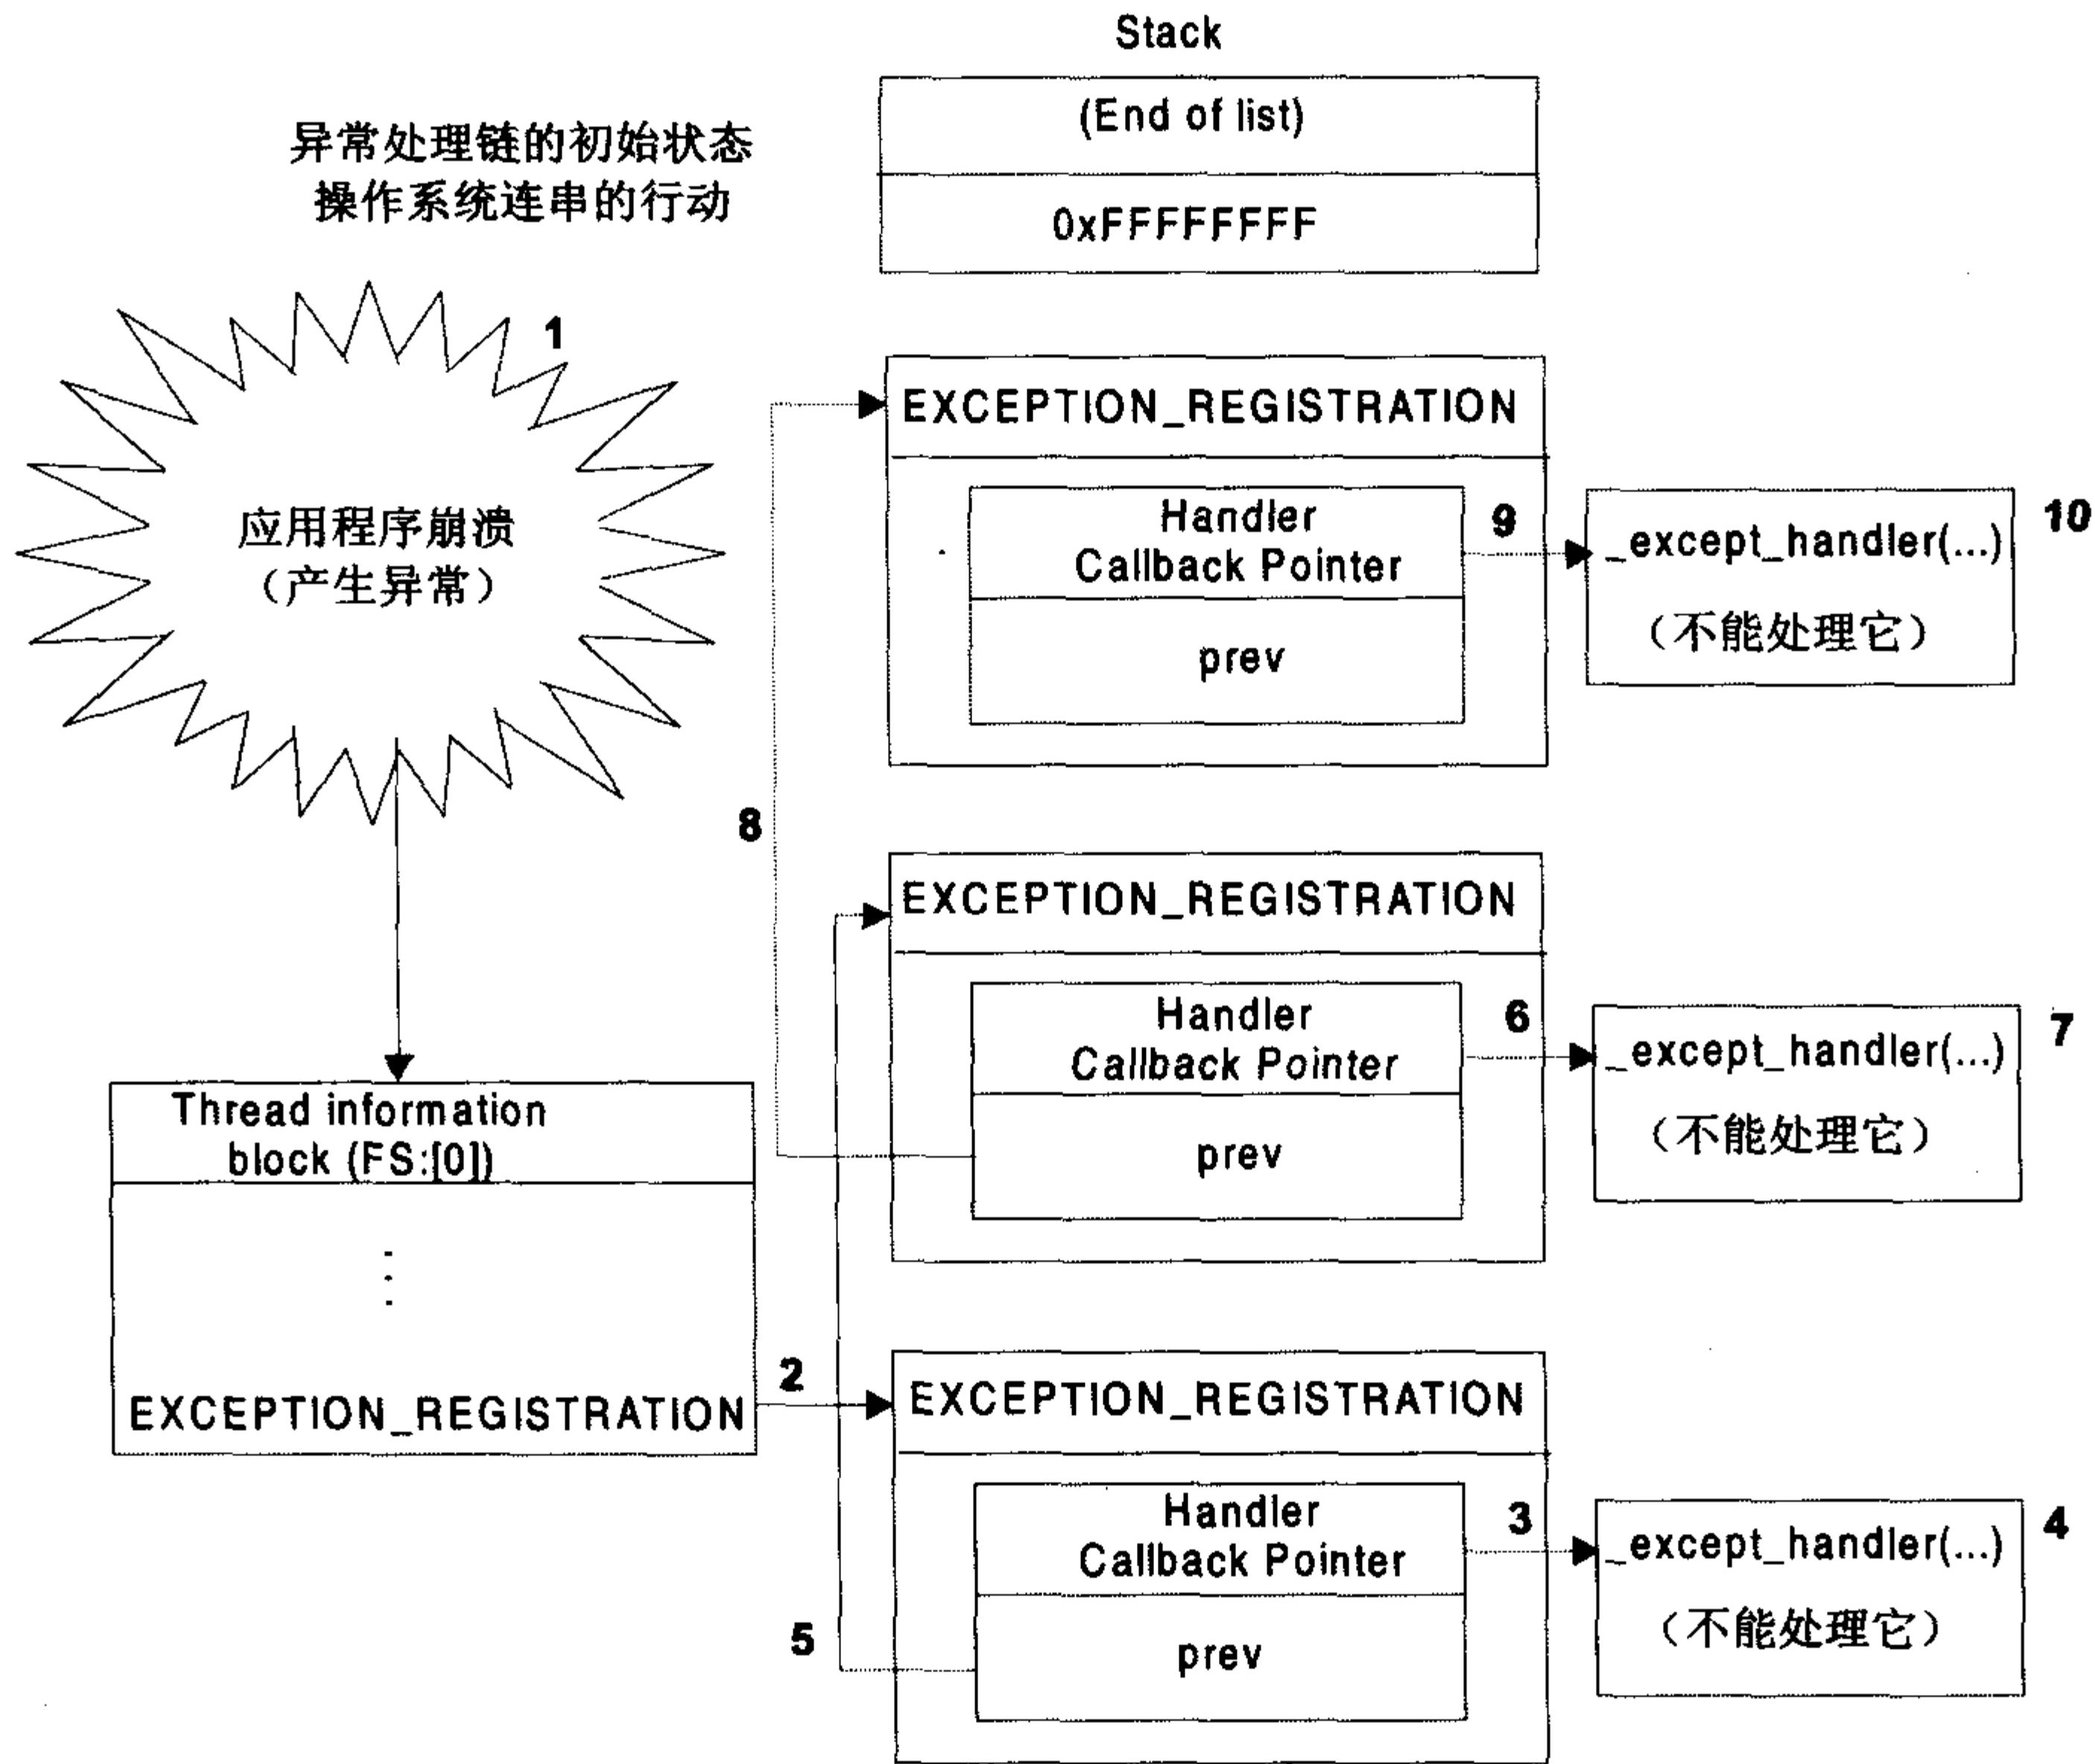 Stack
(End of list)
0xFFFFFFFF
异常处理链的初始状态
操作系统连串的行动
1
应用程序崩溃
（产生异常）
EXCEPTION_REGISTRATION
Handler
Callback Pointer
prev
9
_except_handler(...)
（不能处理它）
10
8
EXCEPTION_REGISTRATION
Handler
Callback Pointer
prev
6
_except_handler(...)
（不能处理它）
7
Thread information
block (FS:[0])
⋮
EXCEPTION_REGISTRATION
2
EXCEPTION_REGISTRATION
Handler
Callback Pointer
prev
3
_except_handler(...)
（不能处理它）
4
5